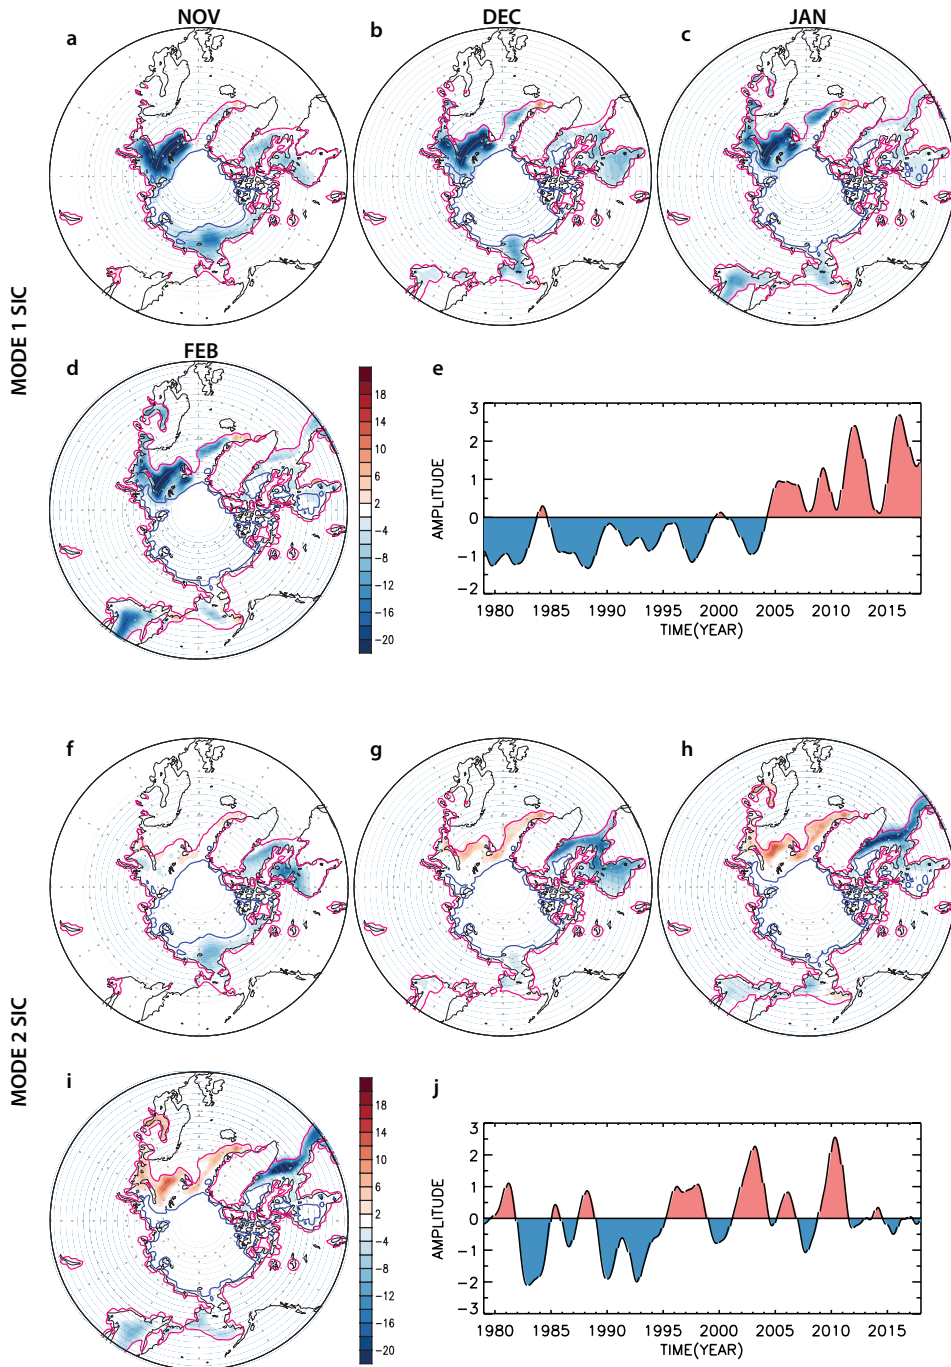 NOV
DEC
JAN
a
b
c
MODE 1 SIC
FEB
d
18
14
10
6
2
-4
-8
-12
-16
-20
e
3
2
1
0
-1
-2
AMPLITUDE
1980 1985 1990 1995 2000 2005 2010 2015
TIME(YEAR)
f
g
h
MODE 2 SIC
i
18
14
10
6
2
-4
-8
-12
-16
-20
j
3
2
1
0
-1
-2
-3
AMPLITUDE
1980 1985 1990 1995 2000 2005 2010 2015
TIME(YEAR)